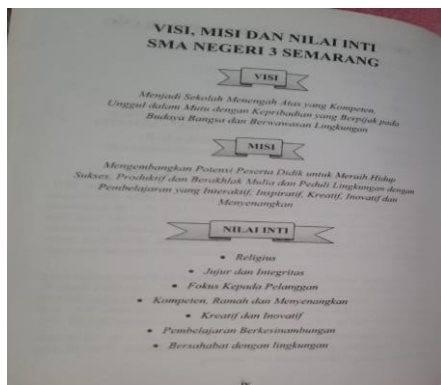 VISI, MISI DAN NILAI INTI
SMA NEGERI 3 SEMARANG
VISI
Menjadi Sekolah Menengah Atas yang Kompeten,
Unggul dalam Mutu dengan Kepribadian yang Berpijak pada
Budaya Bangsa dan Berwawasan Lingkungan
MISI
Mengembangkan Potensi Peserta Didik untuk Meraih Hidup
Sukses, Produktif dan Berakhlak Mulia dan Peduli Lingkungan dengan
Pembelajaran yang Interaktif, Inspiratif, Kreatif, Inovatif dan
Menyenangkan
NILAI INTI
• Religius
• Jujur dan Integritas
• Fokus Kepada Pelanggan
• Kompeten, Ramah dan Menyenangkan
• Kreatif dan Inovatif
• Pembelajaran Berkesinambungan
• Bersahabat dengan lingkungan
ix